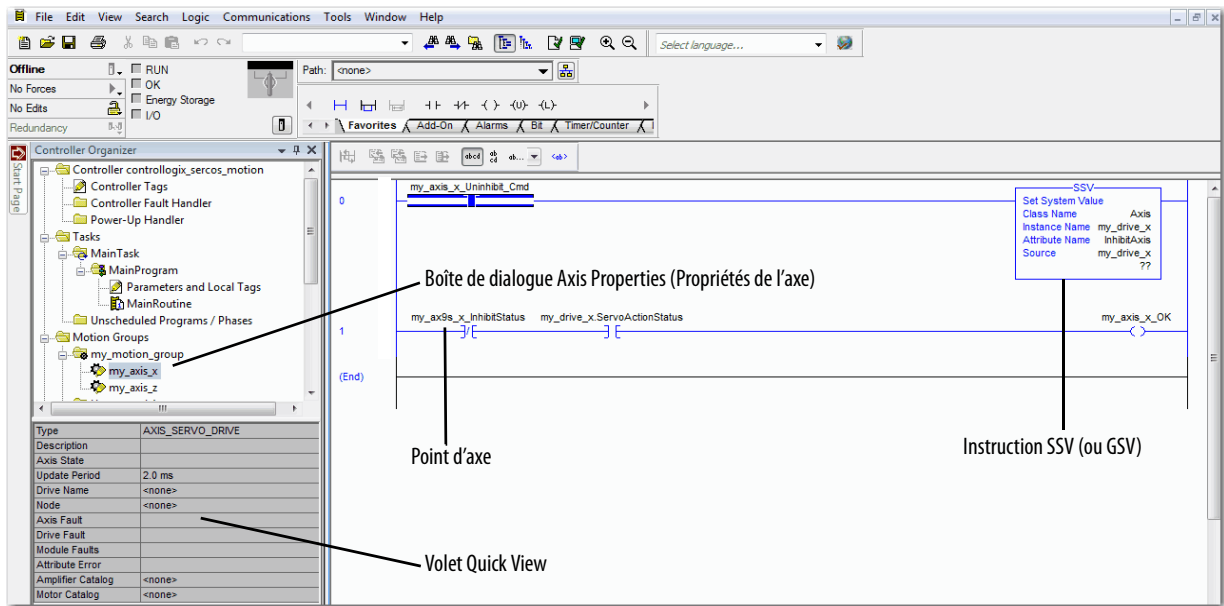 File Edit View Search Logic Communications Tools Window Help
Select language...
Offline
RUN
Path: <none>
No Forces
OK
No Edits
Energy Storage
I/O
Redundancy
Favorites Add-On Alarms Bit Timer/Counter
Start Page
Controller Organizer
Controller controllogix_sercos_motion
Controller Tags
Controller Fault Handler
Power-Up Handler
Tasks
MainTask
MainProgram
Parameters and Local Tags
MainRoutine
Unscheduled Programs / Phases
Motion Groups
my_motion_group
my_axis_x
my_axis_z
Type AXIS_SERVO_DRIVE
Description
Axis State
Update Period 2.0 ms
Drive Name <none>
Node <none>
Axis Fault
Drive Fault
Module Faults
Attribute Error
Amplifier Catalog <none>
Motor Catalog <none>
0
my_axis_x_Uninhibit_Cmd
SSV
Set System Value
Class Name Axis
Instance Name my_drive_x
Attribute Name InhibitAxis
Source my_drive_x
??
Boîte de dialogue Axis Properties (Propriétés de l’axe)
1
my_ax9s_x_InhibitStatus my_drive_x.ServoActionStatus my_axis_x_OK
(End)
Point d’axe
Instruction SSV (ou GSV)
Volet Quick View